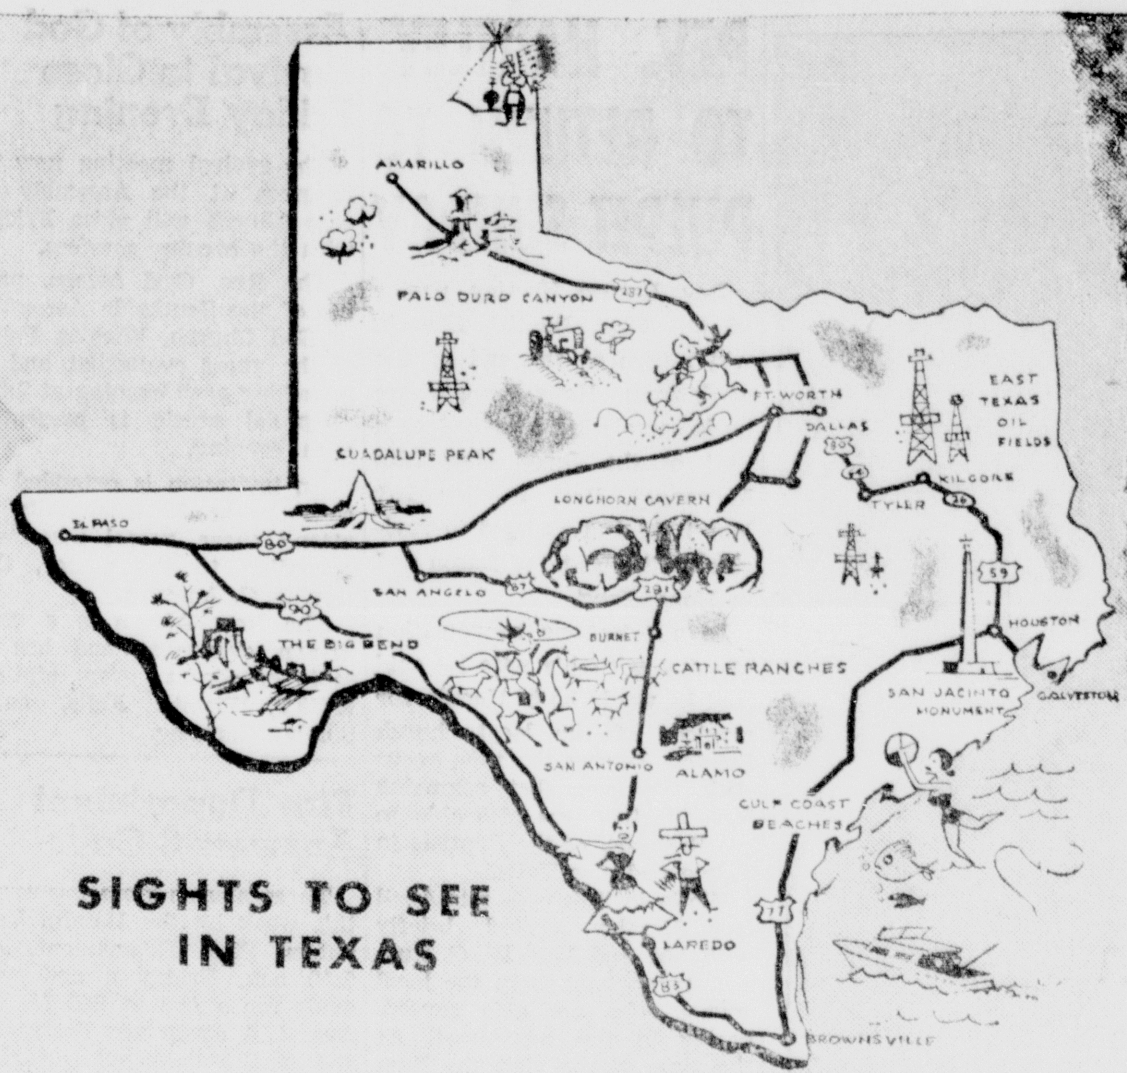 AMARILLO
PALO DURO CANYON
287
FT. WORTH
DALLAS
80
EAST
TEXAS
OIL
FIELDS
KILGORE
TYLER
26
GUADALUPE PEAK
LONGHORN CAVERN
EL PASO
80
SAN ANGELO
87
281
59
90
THE BIG BEND
BURNET
CATTLE RANCHES
HOUSTON
GALVESTON
SAN JACINTO
MONUMENT
SAN ANTONIO
ALAMO
GULF COAST
BEACHES
77
LAREDO
83
BROWNSVILLE
SIGHTS TO SEE
IN TEXAS